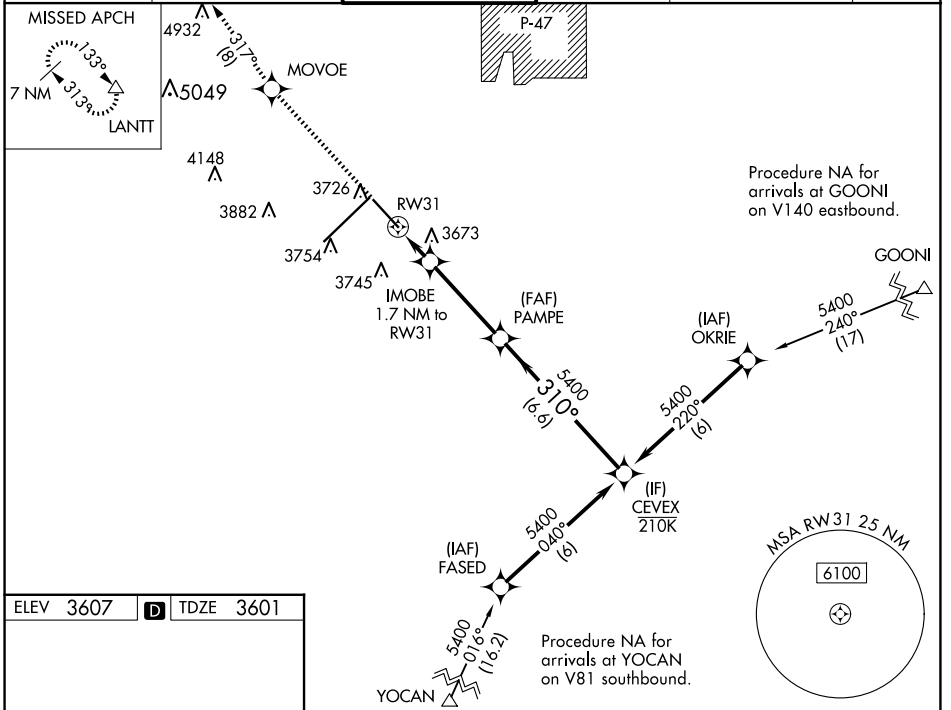 MISSED APCH
133°
7 NM
313°
LANTT
4932
317°
(8)
MOVOE
5049
P-47
4148
3882
3726
RW31
3673
3754
3745
IMOBE
1.7 NM to
RW31
(FAF)
PAMPE
Procedure NA for
arrivals at GOONI
on V140 eastbound.
GOONI
5400
240°
(17)
(IAF)
OKRIE
5400
220°
(6)
5400
310°
(6.6)
(IF)
CEVEX
210K
5400
040°
(6)
(IAF)
FASED
MSA RW31 25 NM
6100
ELEV 3607 D TDZE 3601
5400
016°
(16.2)
YOCAN
Procedure NA for
arrivals at YOCAN
on V81 southbound.